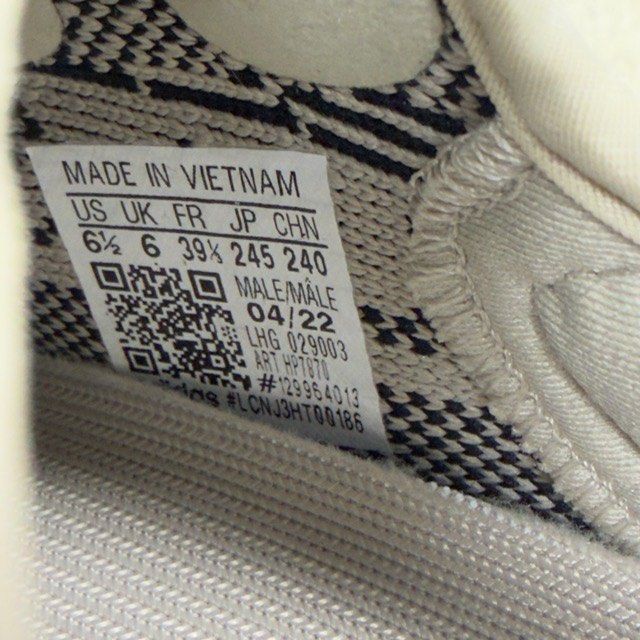 MADE IN VIETNAM
US UK FR JP CHN
6½ 6 39⅓ 245 240
MALE/MÂLE
04/22
LHG 029003
ART HP7870
#
#LCNJ3HT00186